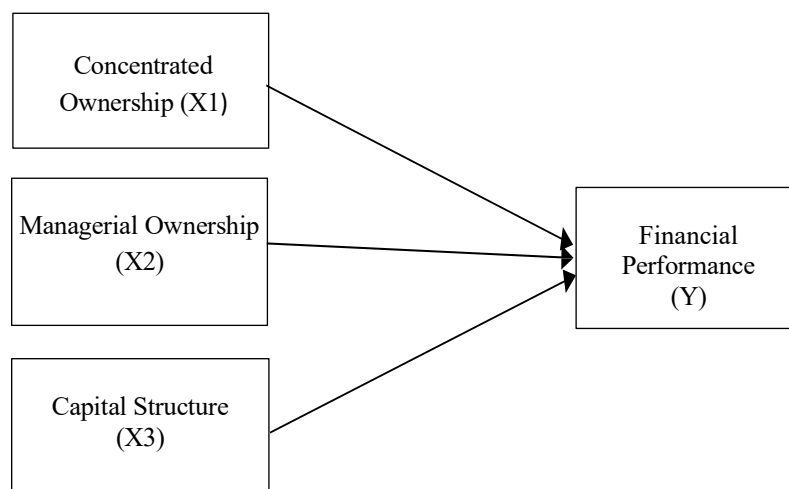 Concentrated
Ownership (X1)
Managerial Ownership
(X2)
Capital Structure
(X3)
Financial
Performance
(Y)